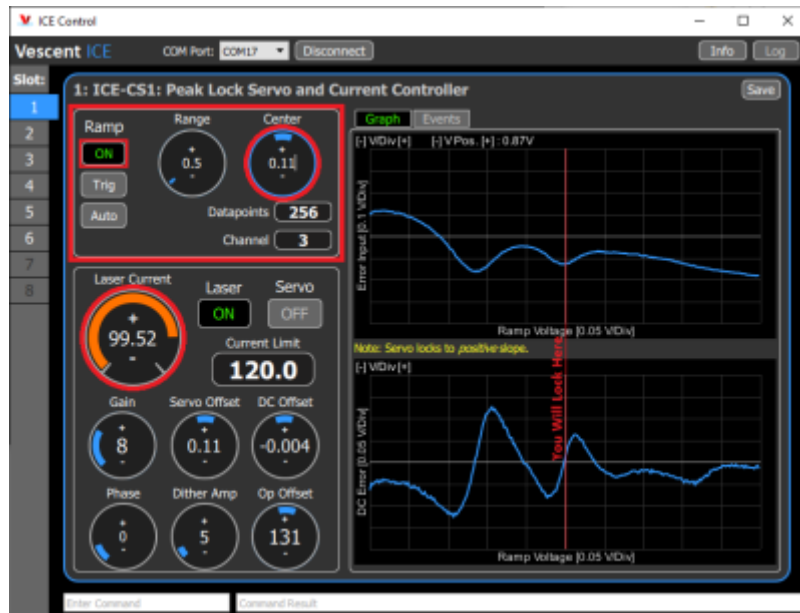 ICE Control
Vescent ICE COM Port: COM17 Disconnect Info Log
Slot:
1
2
3
4
5
6
7
8
1: ICE-CS1: Peak Lock Servo and Current Controller Save
Ramp Range Center
ON + 0.5 - + 0.11 -
Trig
Auto Datapoints 256
Channel 3
Laser Current Laser Servo
+ 99.52 - ON OFF
Current Limit
120.0
Gain Servo Offset DC Offset
+ 8 - + 0.11 - + -0.004 -
Phase Dither Amp Op Offset
+ 0 - + 5 - + 131 -
Graph Events
[-] V/Div [+] [-] V Pos. [+] : 0.87V
Error Input [0.1 V/Div]
Ramp Voltage [0.05 V/Div]
Note: Servo locks to positive slope.
[-] V/Div [+]
You Will Lock Here
DC Error [0.05 V/Div]
Ramp Voltage [0.05 V/Div]
Enter Command Command Result